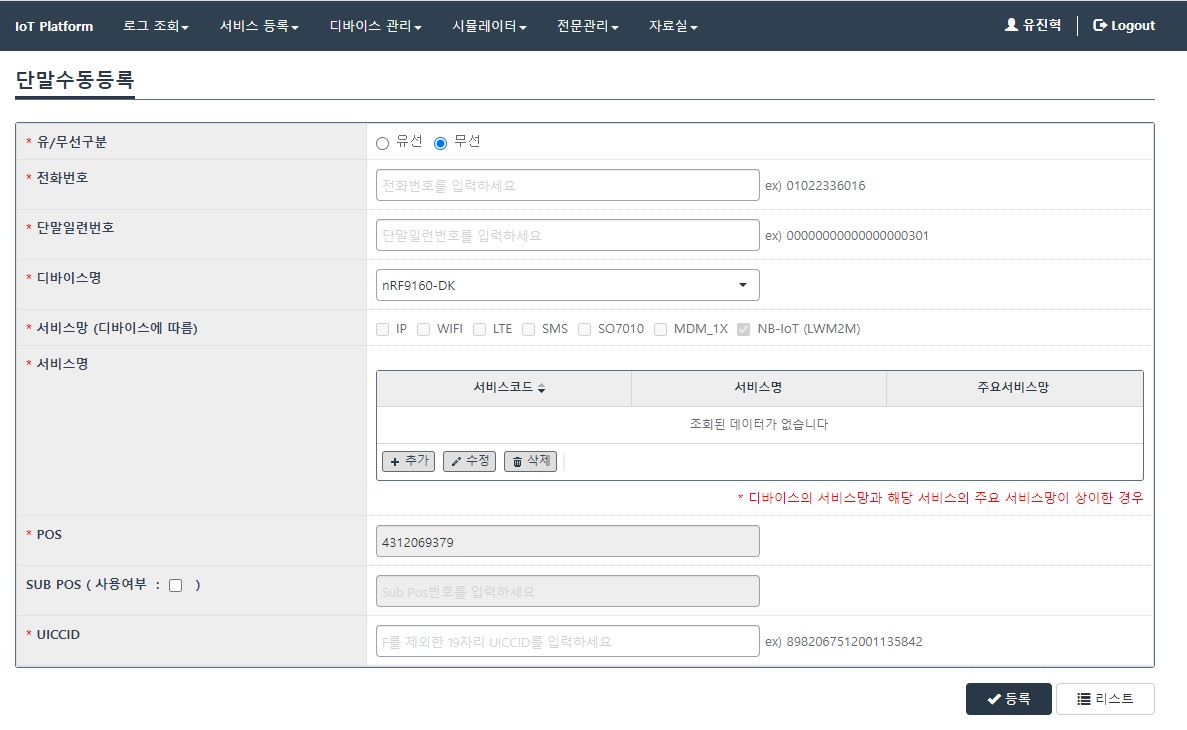 IoT Platform 로그 조회 서비스 등록 디바이스 관리 시뮬레이터 전문관리 자료실 유진혁 Logout
단말수동등록
* 유/무선구분 유선 무선
* 전화번호 전화번호를 입력하세요 ex) 01022336016
* 단말일련번호 단말일련번호를 입력하세요 ex) 00000000000000000301
* 디바이스명 nRF9160-DK
* 서비스망 (디바이스에 따름) IP WIFI LTE SMS SO7010 MDM_1X NB-IoT (LWM2M)
* 서비스명
서비스코드 서비스명 주요서비스망
조회된 데이터가 없습니다
추가 수정 삭제
* 디바이스의 서비스망과 해당 서비스의 주요 서비스망이 상이한 경우
* POS 4312069379
SUB POS ( 사용여부 : ) Sub Pos번호를 입력하세요
* UICCID F를 제외한 19자리 UICCID를 입력하세요 ex) 8982067512001135842
등록 리스트